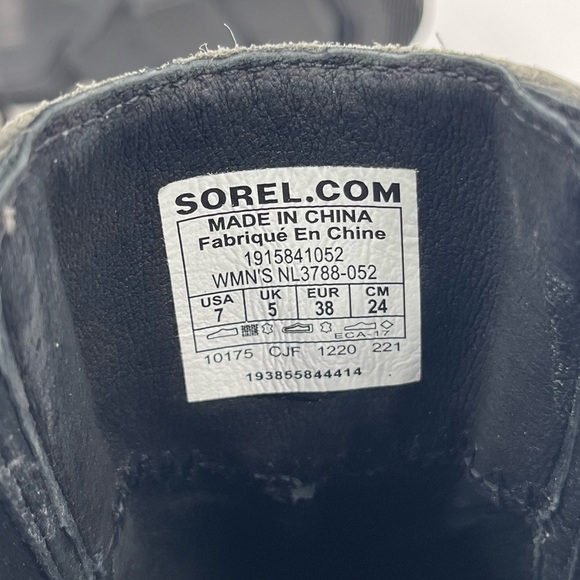 SOREL.COM
MADE IN CHINA
Fabriqué En Chine
1915841052
WMN'S NL3788-052
USA UK EUR CM
7 5 38 24
ECA-17
10175 CJF 1220 221
193855844414